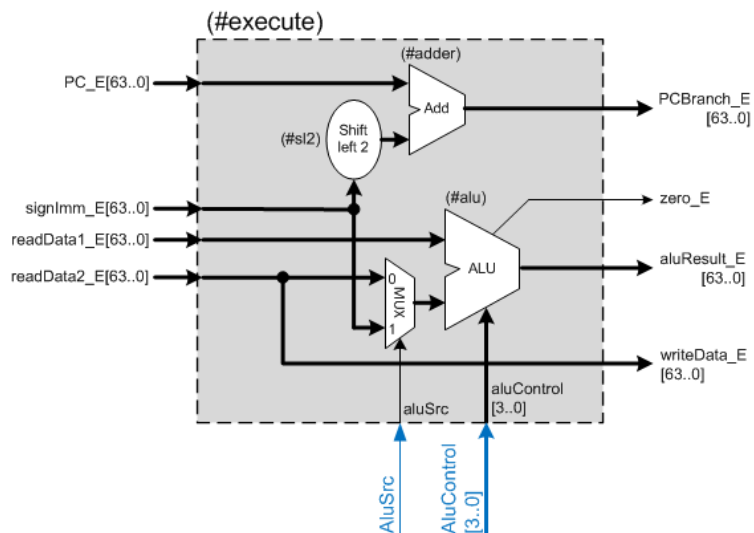 (#execute)
(#adder)
PC_E[63..0]
PCBranch_E
[63..0]
Add
(#sl2)
Shift
left 2
signImm_E[63..0]
(#alu)
zero_E
readData1_E[63..0]
readData2_E[63..0]
ALU
aluResult_E
[63..0]
0
MUX
1
writeData_E
[63..0]
aluControl
[3..0]
aluSrc
AluSrc
AluControl
[3..0]